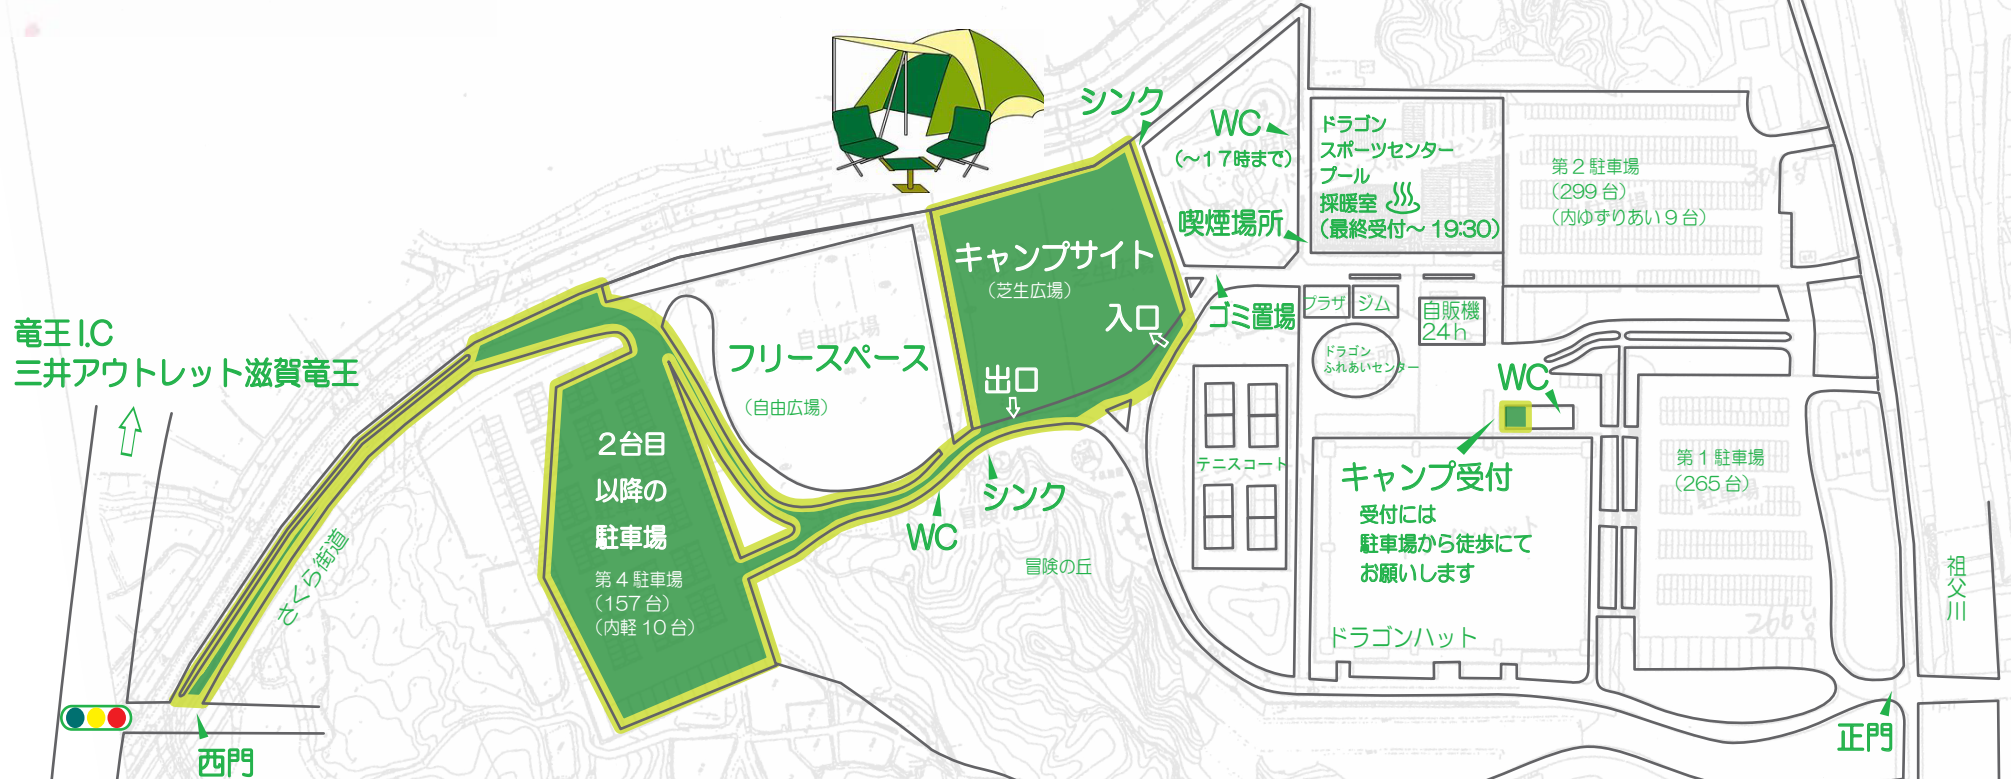 シンク
WC
(～17時まで)
喫煙場所
ゴミ置場
ドラゴン
スポーツセンター
プール
採暖室
(最終受付～19:30)
第2駐車場
(299台)
(内ゆずりあい9台)
キャンプサイト
(芝生広場)
入口
出口
竜王I.C
三井アウトレット滋賀竜王
フリースペース
(自由広場)
自由広場
プラザ
ジム
自販機
24h
ドラゴン
ふれあいセンター
WC
2台目
以降の
駐車場
第4駐車場
(157台)
(内軽10台)
シンク
WC
冒険の丘
テニスコート
キャンプ受付
受付には
駐車場から徒歩にて
お願いします
ドラゴンハット
第1駐車場
(265台)
祖父川
さくら街道
西門
正門